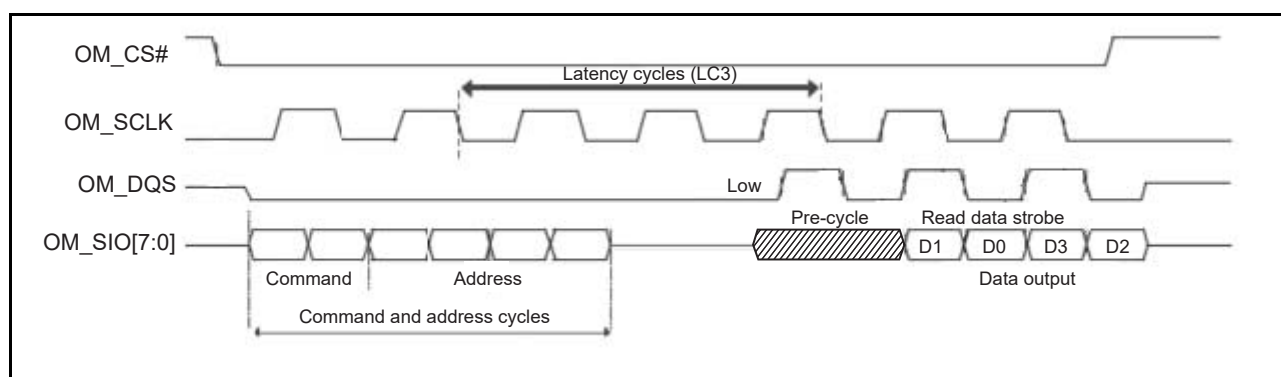 OM_CS#
Latency cycles (LC3)
OM_SCLK
OM_DQS
Low
Pre-cycle
Read data strobe
OM_SIO[7:0]
D1 D0 D3 D2
Command
Address
Data output
Command and address cycles